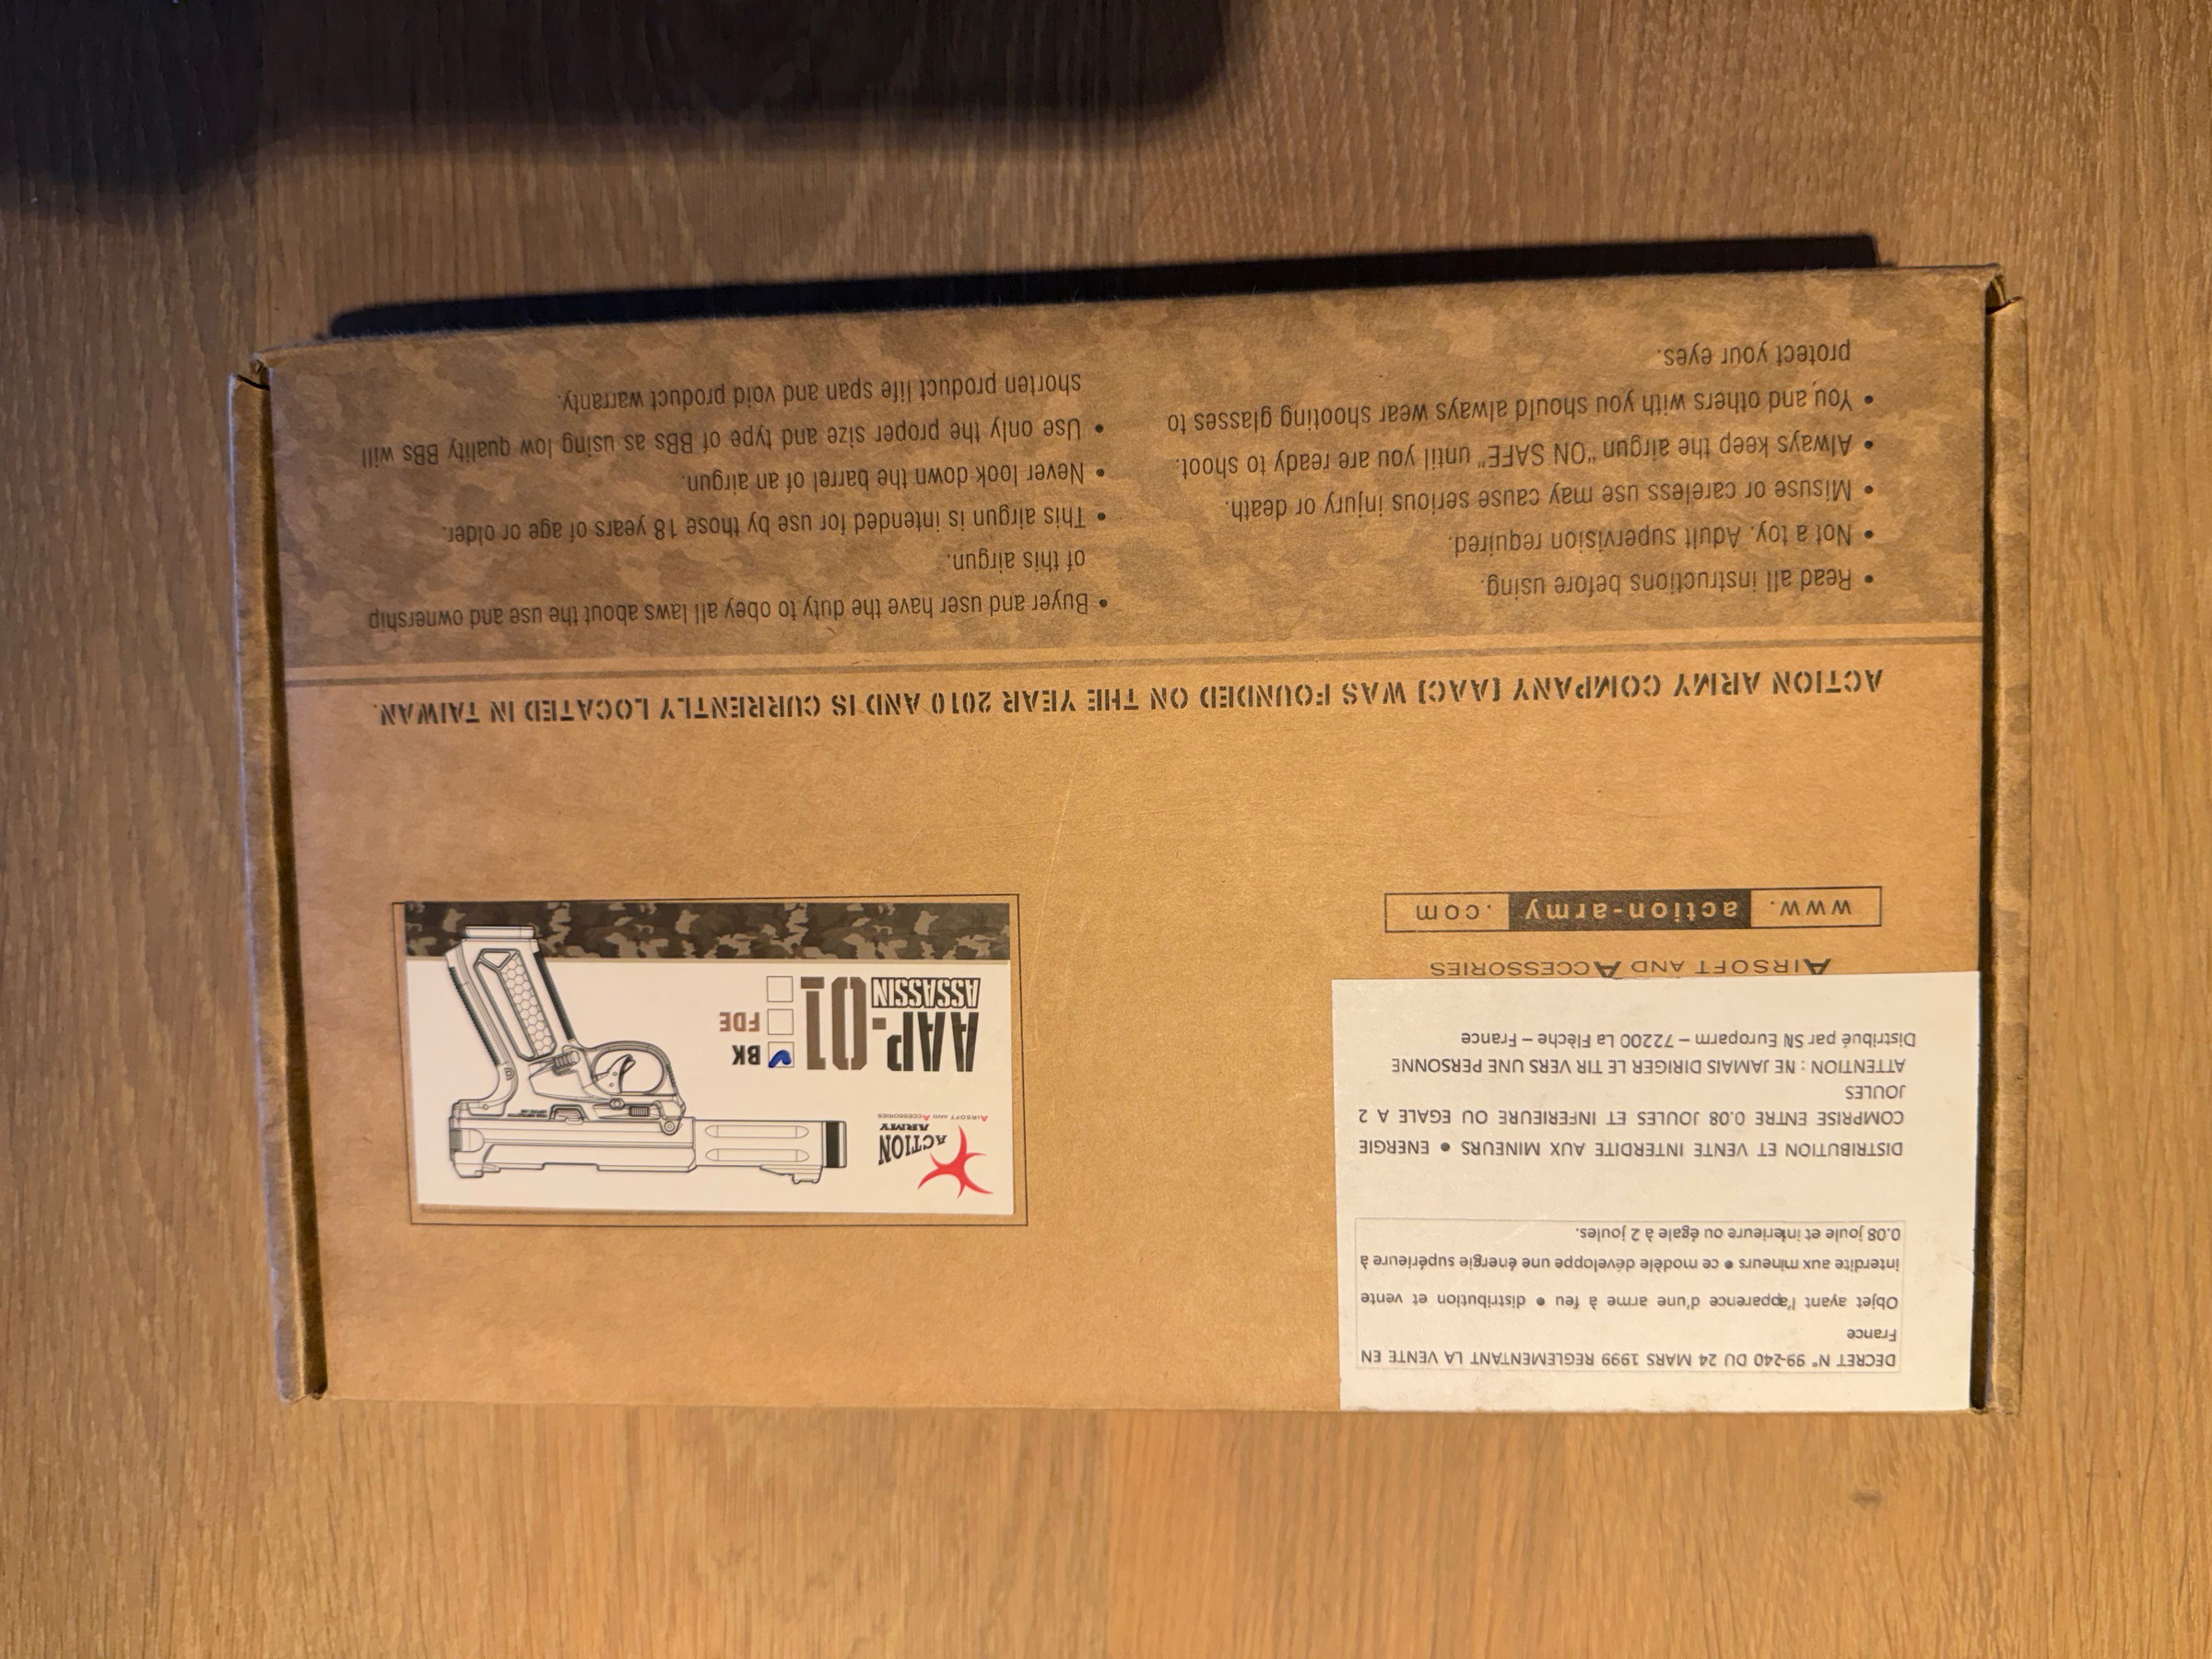 DECRET N° 99-240 DU 24 MARS 1999 REGLEMENTANT LA VENTE EN
France
Objet ayant l'apparence d'une arme à feu • distribution et vente
interdite aux mineurs • ce modèle développe une énergie supérieure à
0.08 joule et inferieure ou égale à 2 joules.
DISTRIBUTION ET VENTE INTERDITE AUX MINEURS • ENERGIE
COMPRISE ENTRE 0.08 JOULES ET INFERIEURE OU EGALE A 2
JOULES
ATTENTION : NE JAMAIS DIRIGER LE TIR VERS UNE PERSONNE
Distribué par SN Europarm – 72200 La Flèche – France
AIRSOFT AND ACCESSORIES
www. action-army .com
ACTION ARMY
AIRSOFT AND ACCESSORIES
AAP-01
ASSASSIN
BK
FDE
ACTION ARMY COMPANY (AAC) WAS FOUNDED ON THE YEAR 2010 AND IS CURRENTLY LOCATED IN TAIWAN.
• Read all instructions before using.
• Not a toy. Adult supervision required.
• Misuse or careless use may cause serious injury or death.
• Always keep the airgun "ON SAFE" until you are ready to shoot.
• You and others with you should always wear shooting glasses to
protect your eyes.
• Buyer and user have the duty to obey all laws about the use and ownership
of this airgun.
• This airgun is intended for use by those 18 years of age or older.
• Never look down the barrel of an airgun.
• Use only the proper size and type of BBs as using low quality BBs will
shorten product life span and void product warranty.